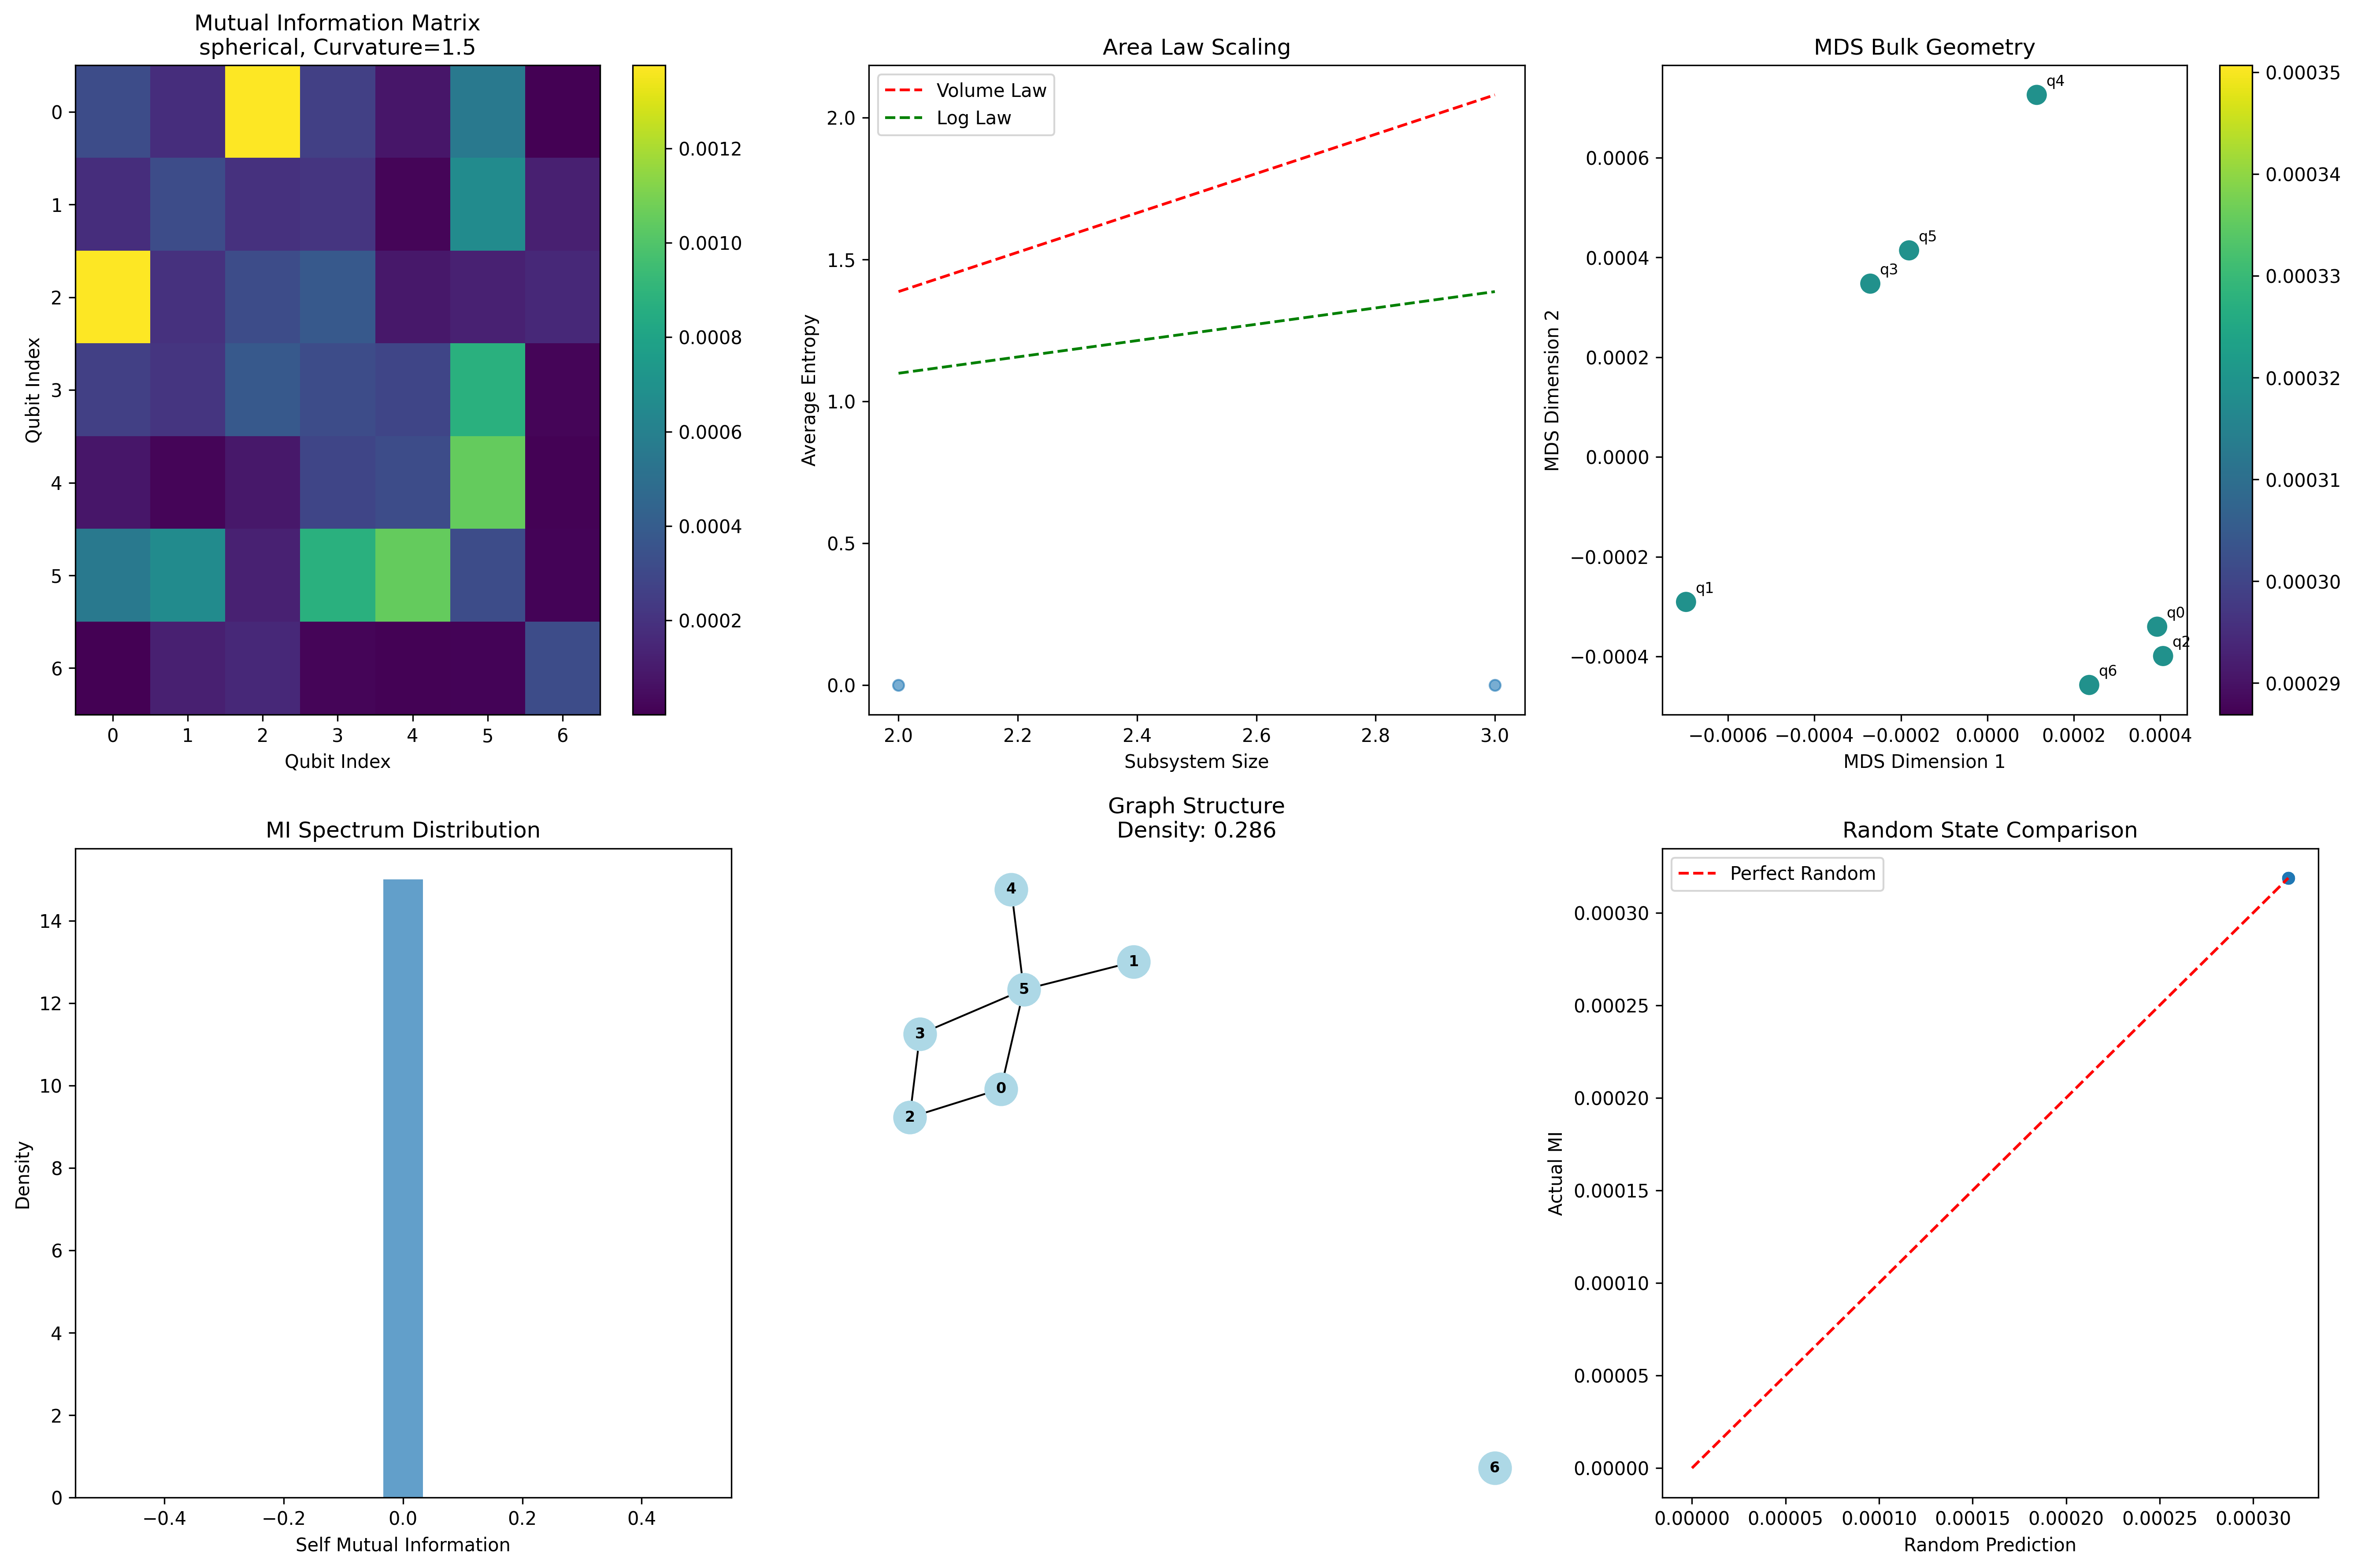 Mutual Information Matrix
spherical, Curvature=1.5
0
1
2
3
4
5
6
Qubit Index
0 1 2 3 4 5 6
Qubit Index
0.0012
0.0010
0.0008
0.0006
0.0004
0.0002
Area Law Scaling
Volume Law
Log Law
2.0
1.5
1.0
0.5
0.0
Average Entropy
2.0 2.2 2.4 2.6 2.8 3.0
Subsystem Size
MDS Bulk Geometry
q4
q5
q3
q1
q0
q2
q6
0.0006
0.0004
0.0002
0.0000
−0.0002
−0.0004
MDS Dimension 2
−0.0006 −0.0004 −0.0002 0.0000 0.0002 0.0004
MDS Dimension 1
0.00035
0.00034
0.00033
0.00032
0.00031
0.00030
0.00029
MI Spectrum Distribution
14
12
10
8
6
4
2
0
Density
−0.4 −0.2 0.0 0.2 0.4
Self Mutual Information
Graph Structure
Density: 0.286
4
1
5
3
0
2
6
Random State Comparison
Perfect Random
0.00030
0.00025
0.00020
0.00015
0.00010
0.00005
0.00000
Actual MI
0.00000 0.00005 0.00010 0.00015 0.00020 0.00025 0.00030
Random Prediction